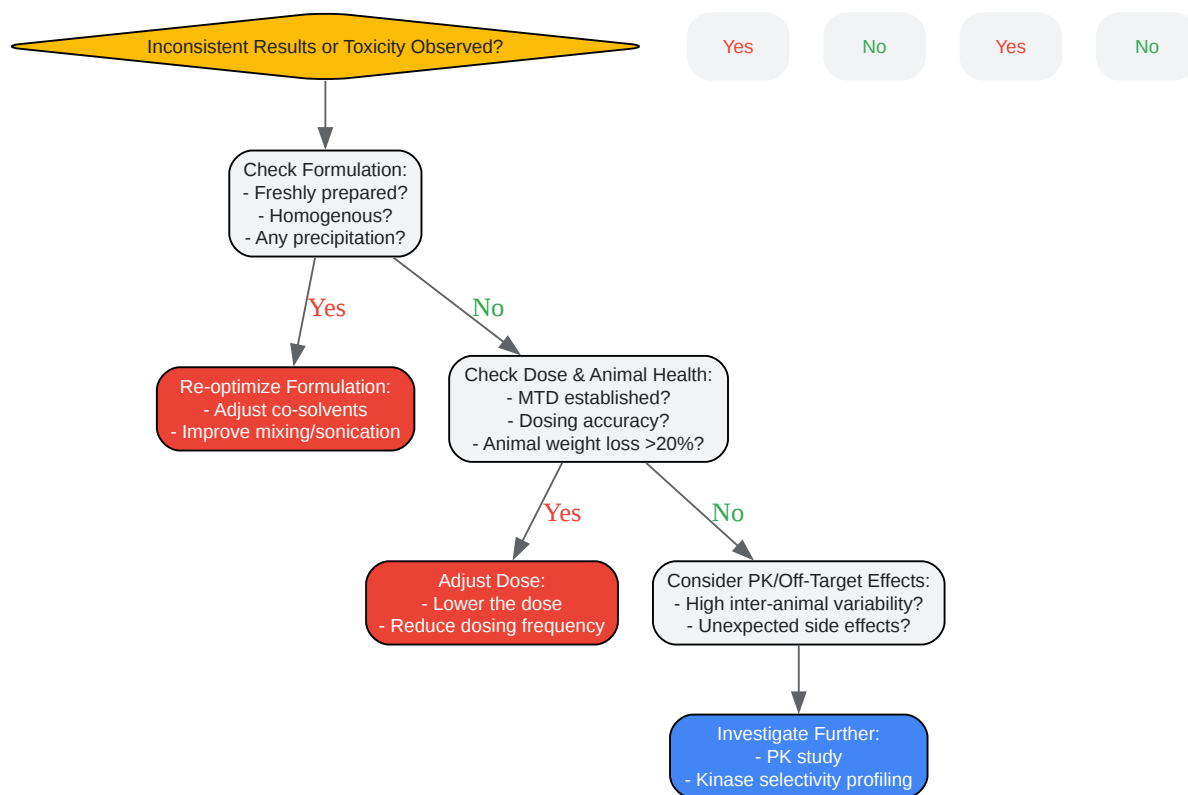 Inconsistent Results or Toxicity Observed?
Yes
No
Yes
No
Check Formulation:
- Freshly prepared?
- Homogenous?
- Any precipitation?
Yes
No
Re-optimize Formulation:
- Adjust co-solvents
- Improve mixing/sonication
Check Dose & Animal Health:
- MTD established?
- Dosing accuracy?
- Animal weight loss >20%?
Yes
No
Adjust Dose:
- Lower the dose
- Reduce dosing frequency
Consider PK/Off-Target Effects:
- High inter-animal variability?
- Unexpected side effects?
Investigate Further:
- PK study
- Kinase selectivity profiling